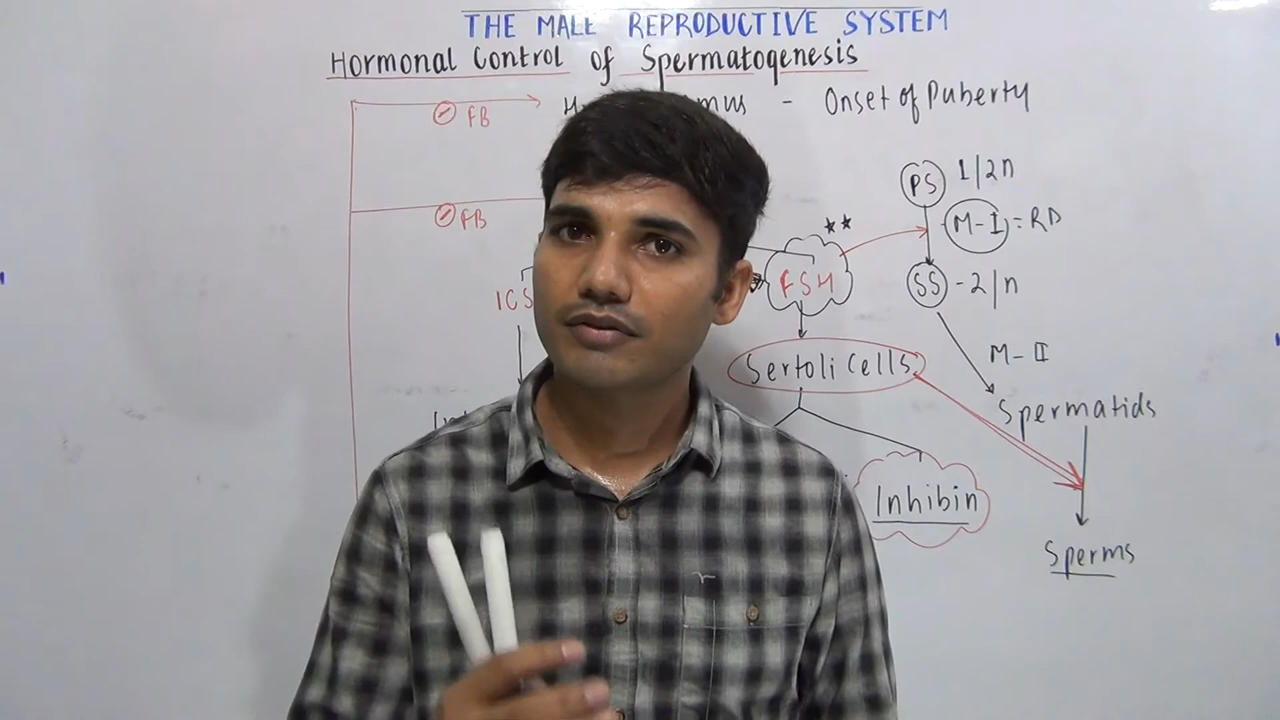 THE MALE REPRODUCTIVE SYSTEM
Hormonal Control of Spermatogenesis
⊘ FB
- Onset of Puberty
PS 1/2n
M-I = RD
⊘ FB
★★
FSH
SS - 2/n
M-II
Sertoli cells
Spermatids
Inhibin
Sperms